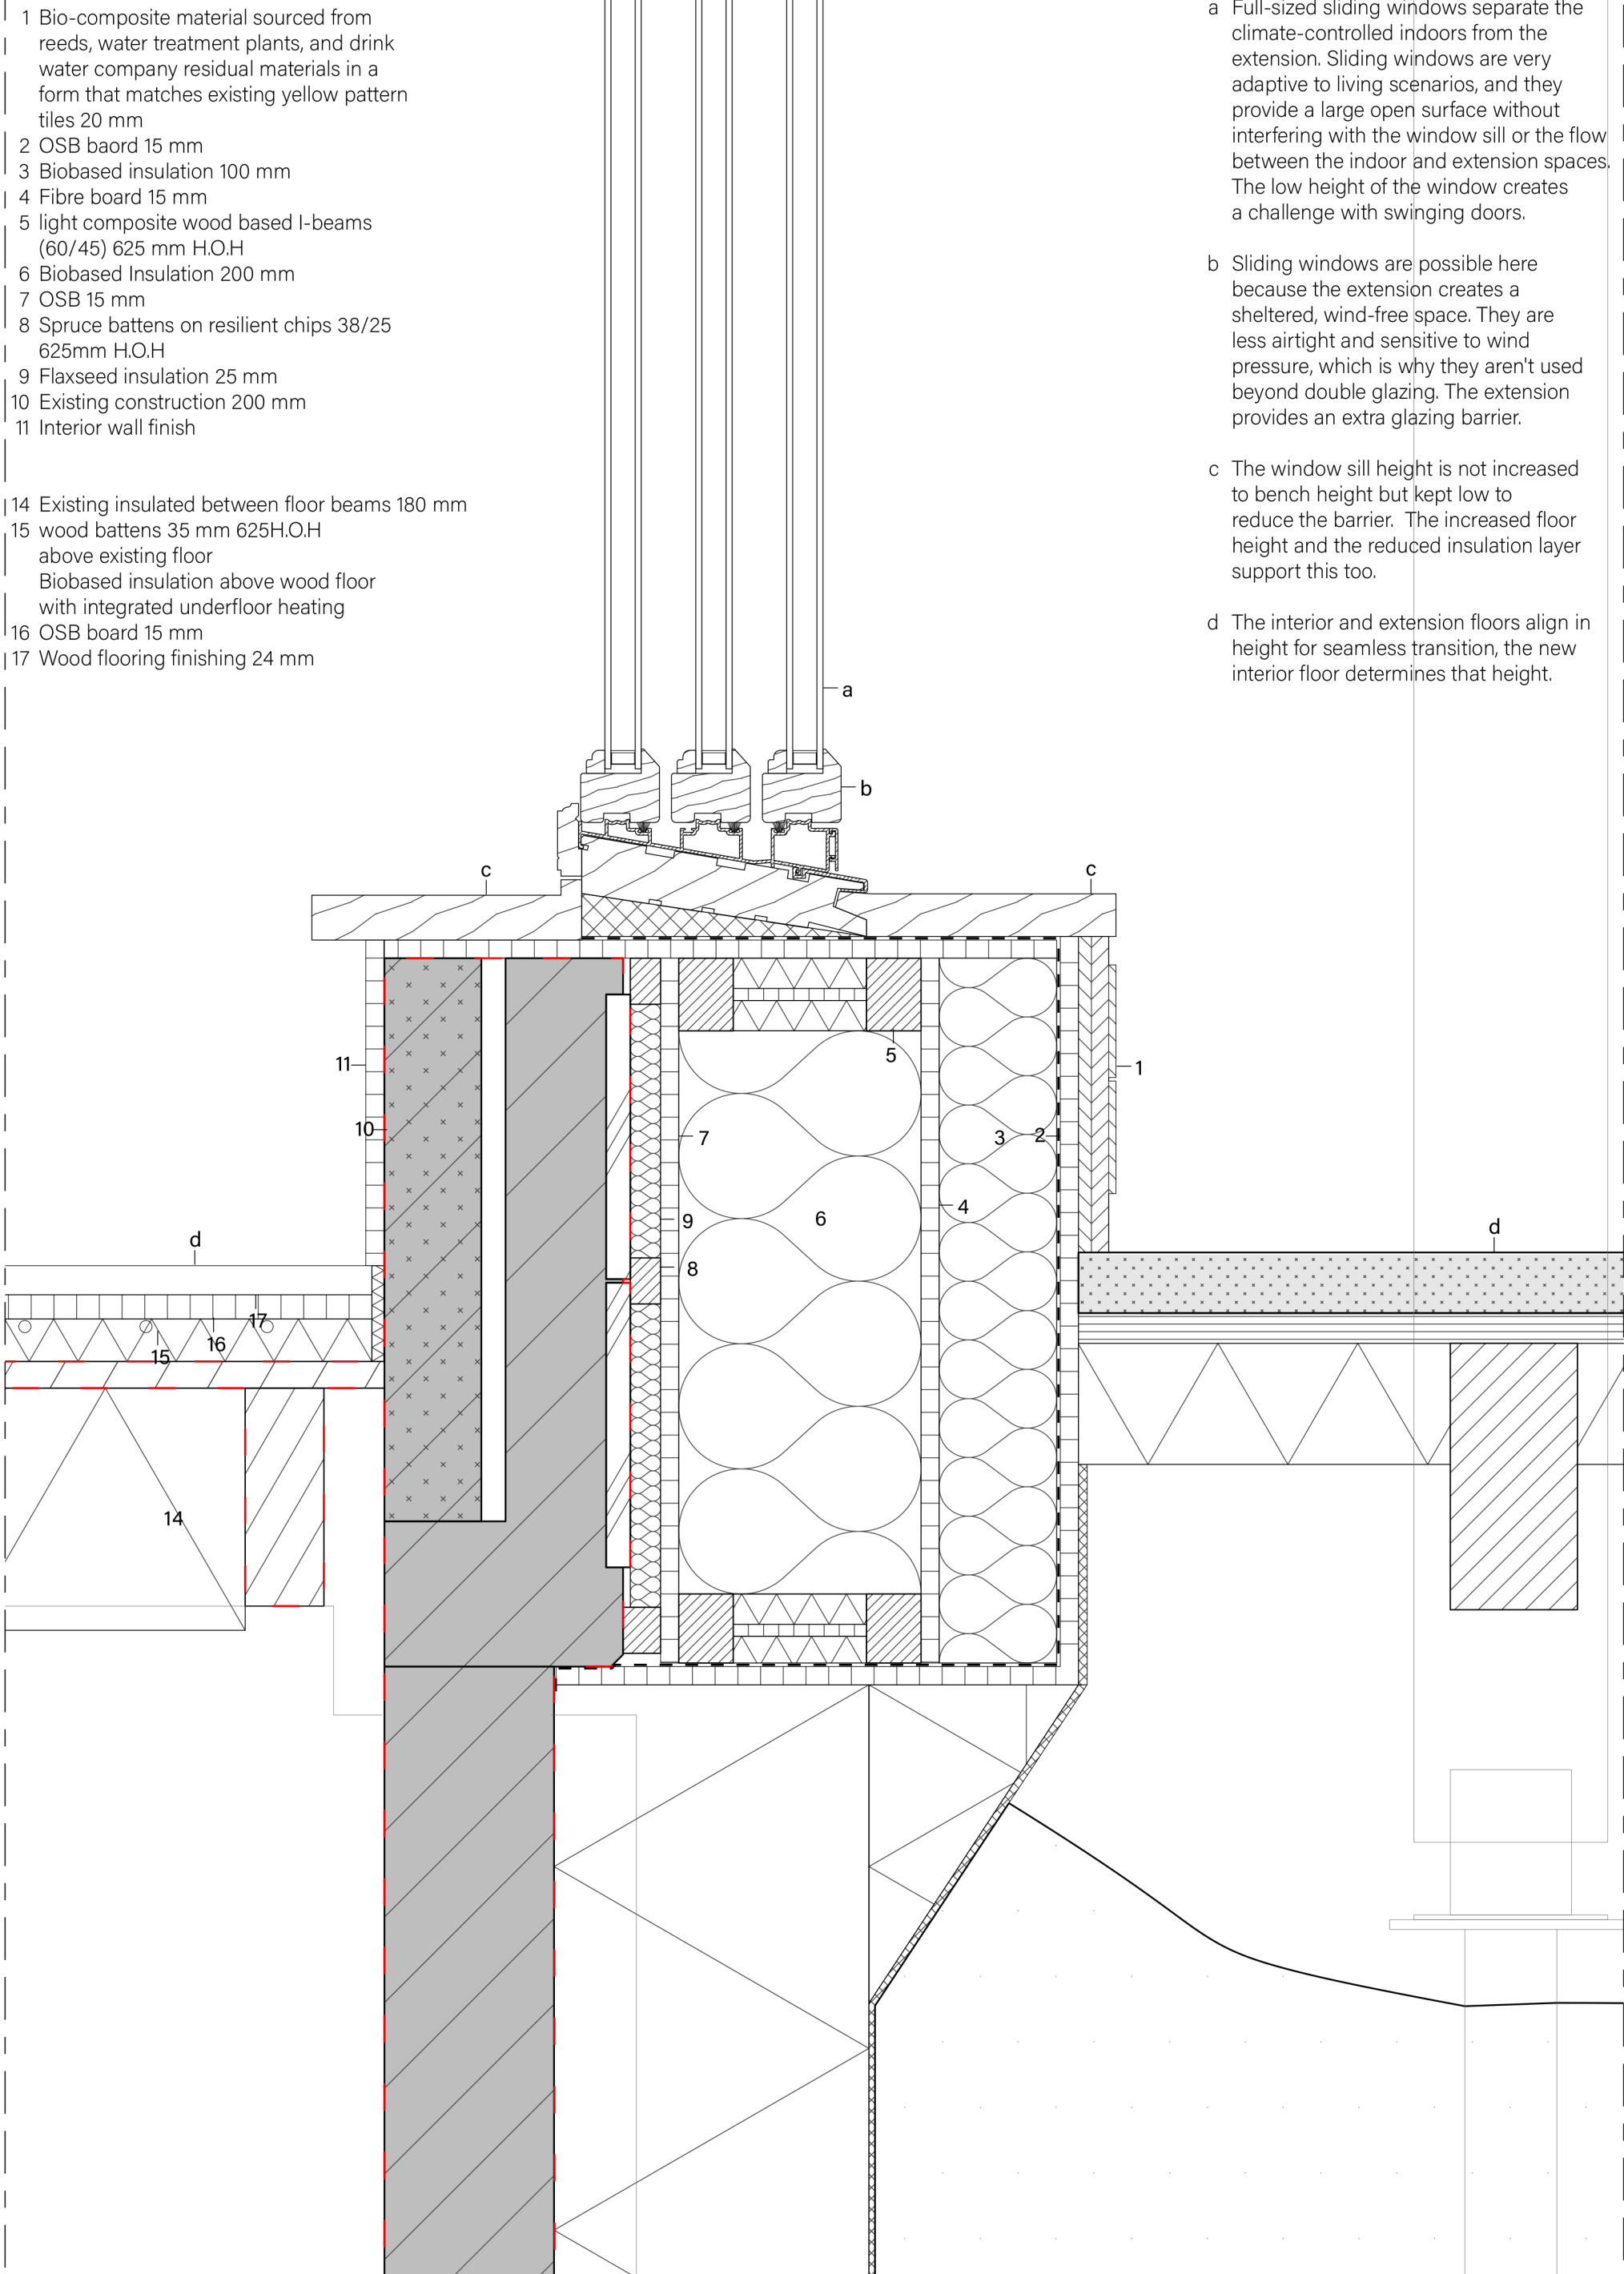 1 Bio-composite material sourced from
reeds, water treatment plants, and drink
water company residual materials in a
form that matches existing yellow pattern
tiles 20 mm
2 OSB baord 15 mm
3 Biobased insulation 100 mm
4 Fibre board 15 mm
5 light composite wood based I-beams
(60/45) 625 mm H.O.H
6 Biobased Insulation 200 mm
7 OSB 15 mm
8 Spruce battens on resilient chips 38/25
625mm H.O.H
9 Flaxseed insulation 25 mm
10 Existing construction 200 mm
11 Interior wall finish
14 Existing insulated between floor beams 180 mm
15 wood battens 35 mm 625H.O.H
above existing floor
Biobased insulation above wood floor
with integrated underfloor heating
16 OSB board 15 mm
17 Wood flooring finishing 24 mm
a Full-sized sliding windows separate the
climate-controlled indoors from the
extension. Sliding windows are very
adaptive to living scenarios, and they
provide a large open surface without
interfering with the window sill or the flow
between the indoor and extension spaces.
The low height of the window creates
a challenge with swinging doors.
b Sliding windows are possible here
because the extension creates a
sheltered, wind-free space. They are
less airtight and sensitive to wind
pressure, which is why they aren't used
beyond double glazing. The extension
provides an extra glazing barrier.
c The window sill height is not increased
to bench height but kept low to
reduce the barrier. The increased floor
height and the reduced insulation layer
support this too.
d The interior and extension floors align in
height for seamless transition, the new
interior floor determines that height.
a
b
c
c
5
11
1
10
7
3
2
4
6
9
d
d
8
17
16
15
14